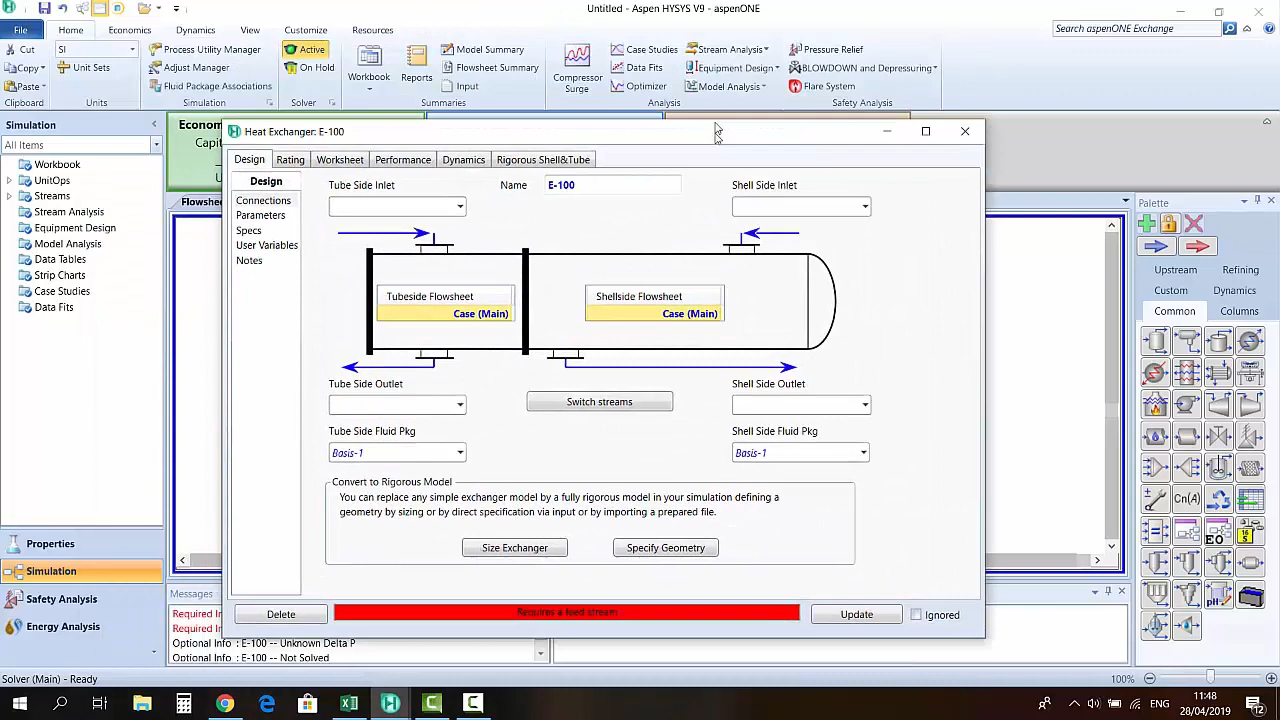 Untitled - Aspen HYSYS V9 - aspenONE
File Home Economics Dynamics View Customize Resources
Search aspenONE Exchange
Cut
Copy
Paste
Clipboard
SI
Unit Sets
Units
Process Utility Manager
Adjust Manager
Fluid Package Associations
Simulation
Active
On Hold
Solver
Workbook
Reports
Model Summary
Flowsheet Summary
Input
Summaries
Compressor
Surge
Case Studies
Data Fits
Optimizer
Stream Analysis
Equipment Design
Model Analysis
Analysis
Pressure Relief
BLOWDOWN and Depressuring
Flare System
Safety Analysis
Simulation
All Items
Workbook
UnitOps
Streams
Stream Analysis
Equipment Design
Model Analysis
Data Tables
Strip Charts
Case Studies
Data Fits
Properties
Simulation
Safety Analysis
Energy Analysis
Econom
Capi
Flowshe
Heat Exchanger: E-100
Design Rating Worksheet Performance Dynamics Rigorous Shell&Tube
Design
Connections
Parameters
Specs
User Variables
Notes
Tube Side Inlet
Name E-100
Shell Side Inlet
Tubeside Flowsheet
Case (Main)
Shellside Flowsheet
Case (Main)
Tube Side Outlet
Switch streams
Shell Side Outlet
Tube Side Fluid Pkg
Basis-1
Shell Side Fluid Pkg
Basis-1
Convert to Rigorous Model
You can replace any simple exchanger model by a fully rigorous model in your simulation defining a
geometry by sizing or by direct specification via input or by importing a prepared file.
Size Exchanger
Specify Geometry
Delete
Requires a feed stream
Update
Ignored
Palette
Upstream Refining
Custom Dynamics
Common Columns
Cn(A)
EO
pH
Messages
Required In
Required In
Optional Info : E-100 -- Unknown Delta P
Optional Info : E-100 -- Not Solved
Solver (Main) - Ready
100%
ENG
11:48
28/04/2019